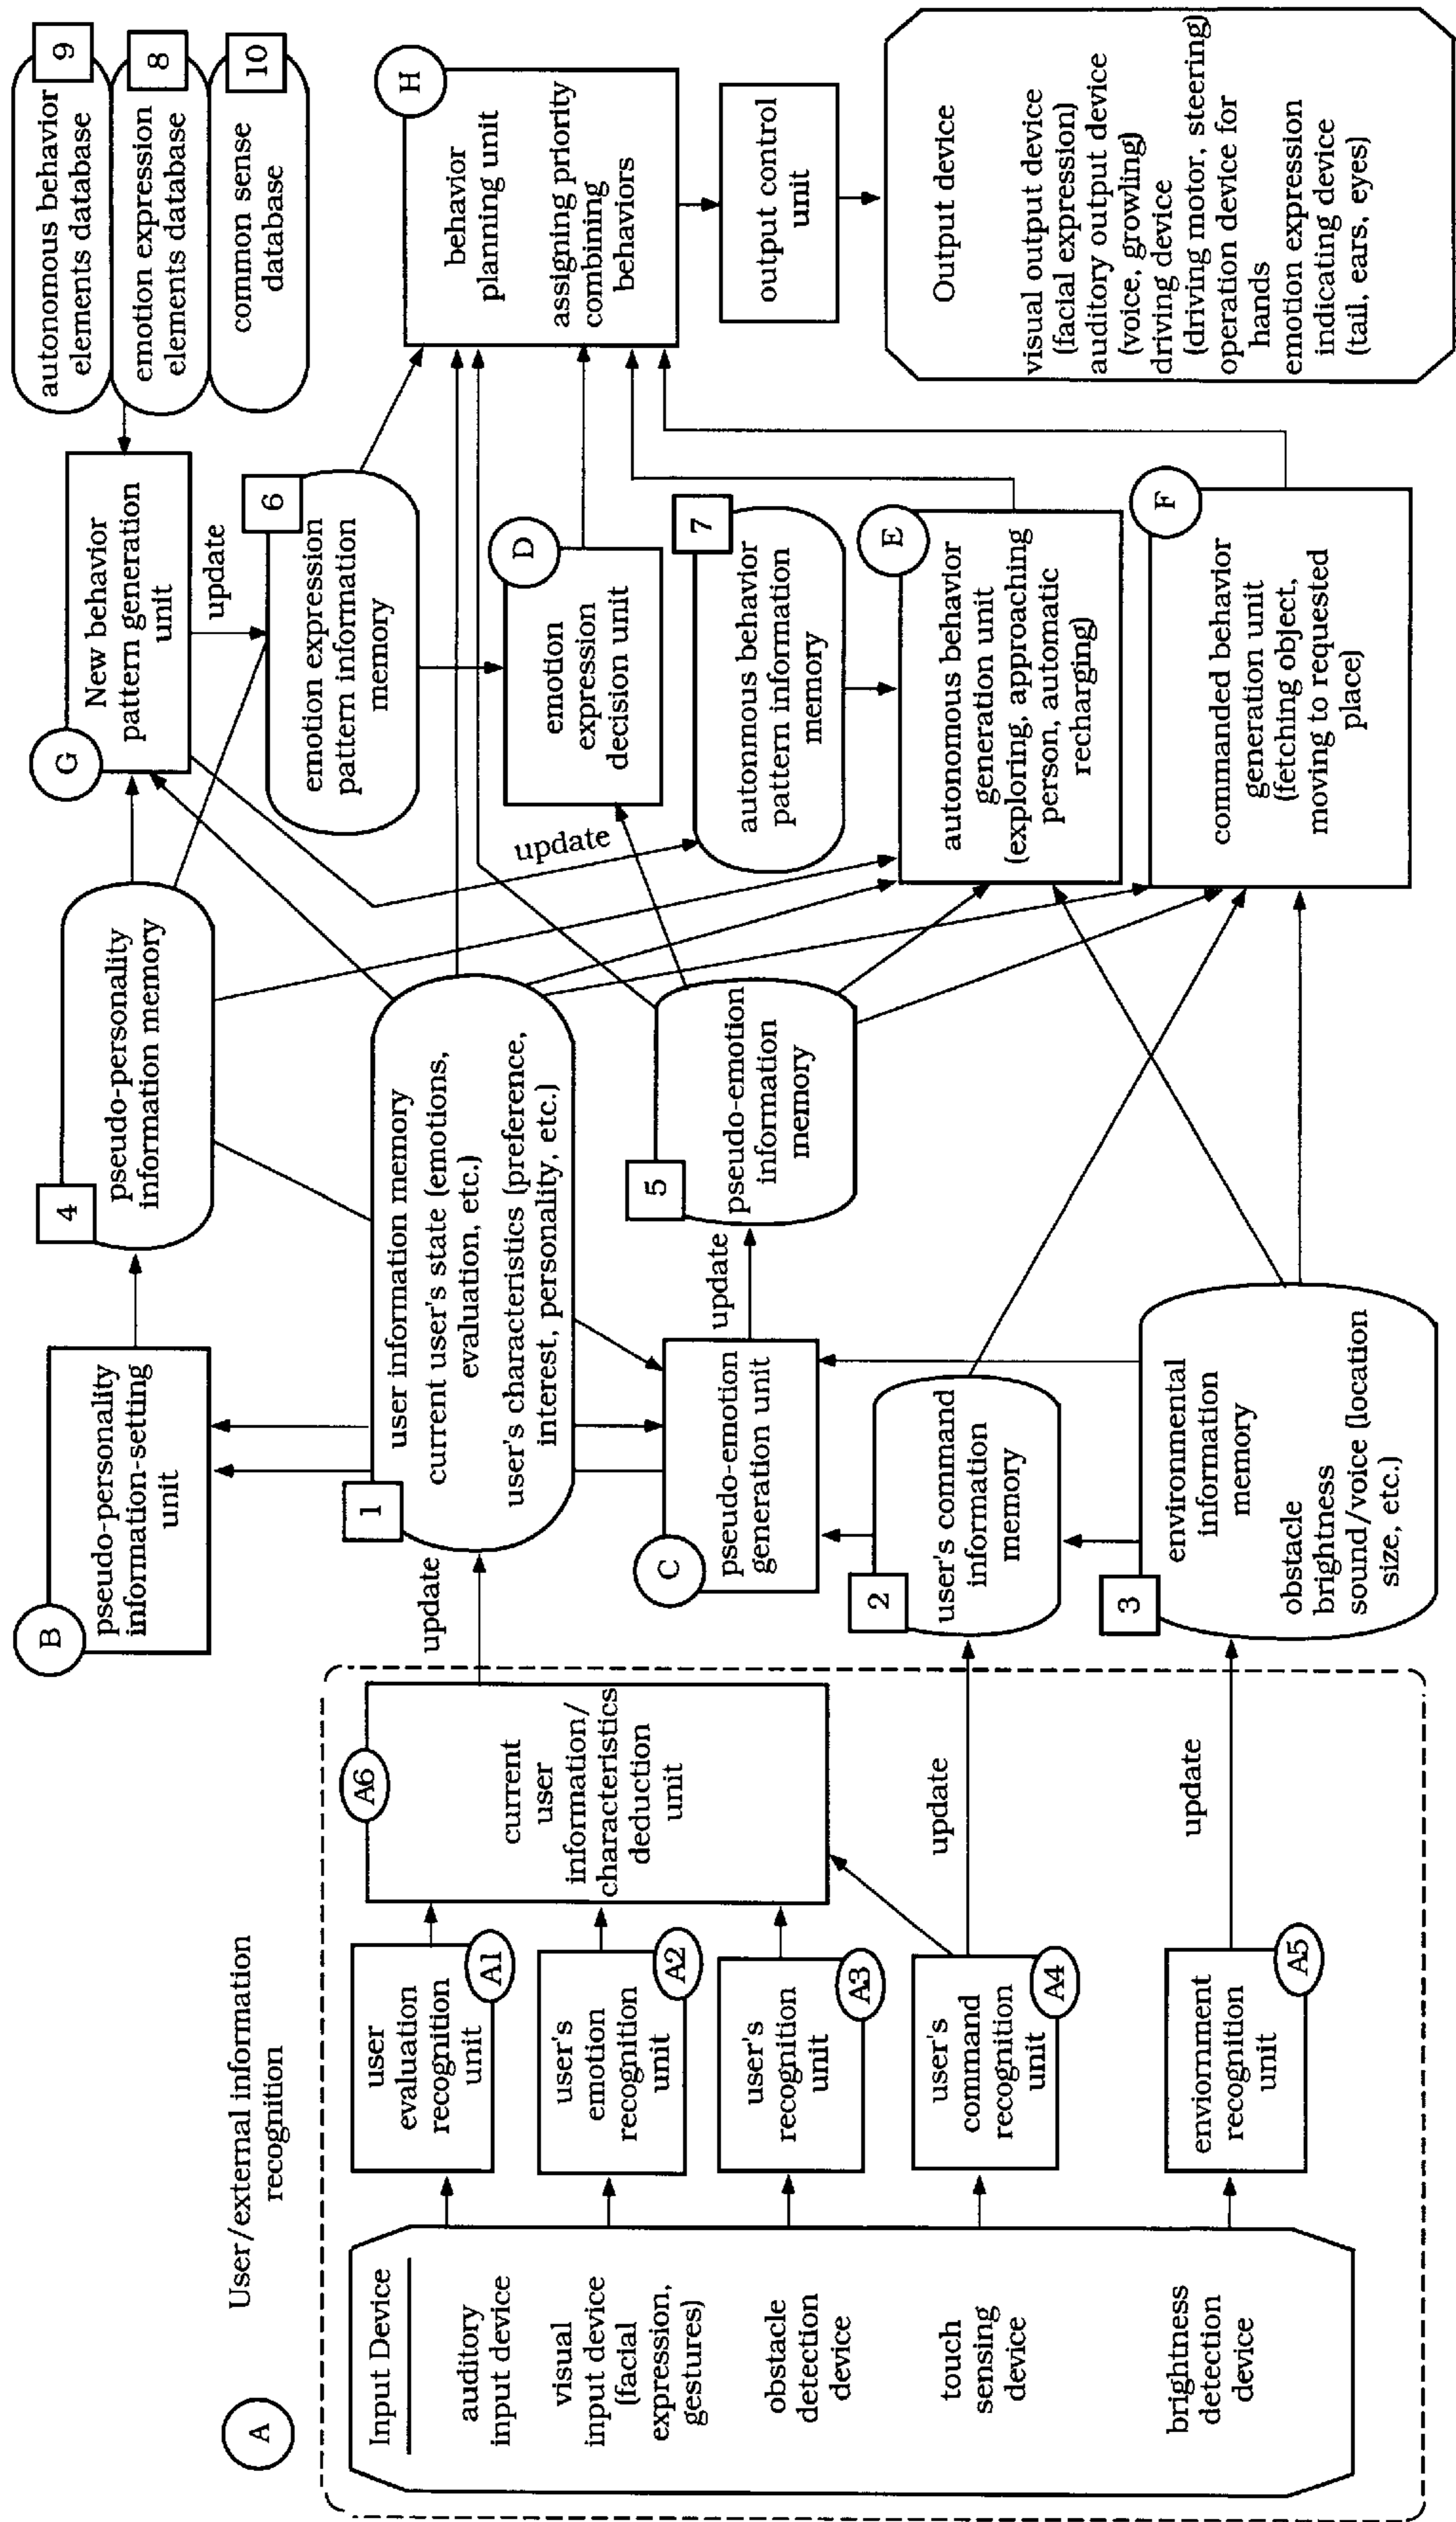 A
User/external information
recognition
Input Device
auditory
input device
visual
input device
(facial
expression,
gestures)
obstacle
detection
device
touch
sensing
device
brightness
detection
device
user
evaluation
recognition
unit
A1
user's
emotion
recognition
unit
A2
user's
recognition
unit
A3
user's
command
recognition
unit
A4
enviornment
recognition
unit
A5
A6
current
user
information/
characteristics
deduction
unit
update
update
update
B
pseudo-personality
information-setting
unit
4
pseudo-personality
information memory
1
user information memory
current user's state (emotions,
evaluation, etc.)
user's characteristics (preference,
interest, personality, etc.)
C
pseudo-emotion
generation unit
update
5
pseudo-emotion
information
memory
2
user's command
information
memory
3
environmental
information
memory
obstacle
brightness
sound/voice (location
size, etc.)
G
New behavior
pattern generation
unit
update
update
6
emotion expression
pattern information
memory
D
emotion
expression
decision unit
7
autonmous behavior
pattern information
memory
E
autonomous behavior
generation unit
(exploring, approaching
person, automatic
recharging)
F
commanded behavior
generation unit
(fetching object,
moving to requested
place)
9
autonomous behavior
elements database
8
emotion expression
elements database
10
common sense
database
H
behavior
planning unit
assigning priority
combining
behaviors
output control
unit
Output device
visual output device
(facial expression)
auditory output device
(voice, growling)
driving device
(driving motor, steering)
operation device for
hands
emotion expression
indicating device
(tail, ears, eyes)